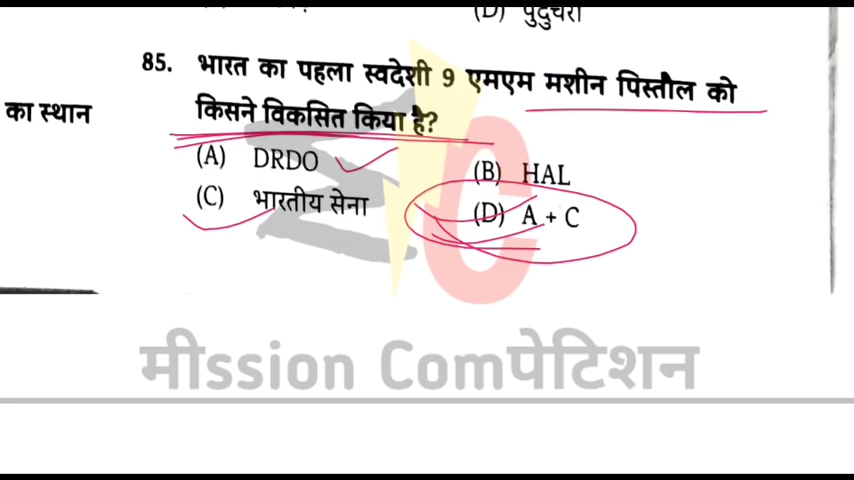 (D) पुदुचेरी
85. भारत का पहला स्वदेशी 9 एमएम मशीन पिस्तौल को
का स्थान
किसने विकसित किया है?
(A) DRDO
(B) HAL
(C) भारतीय सेना
(D) A + C
मीssion Comपेटिशन